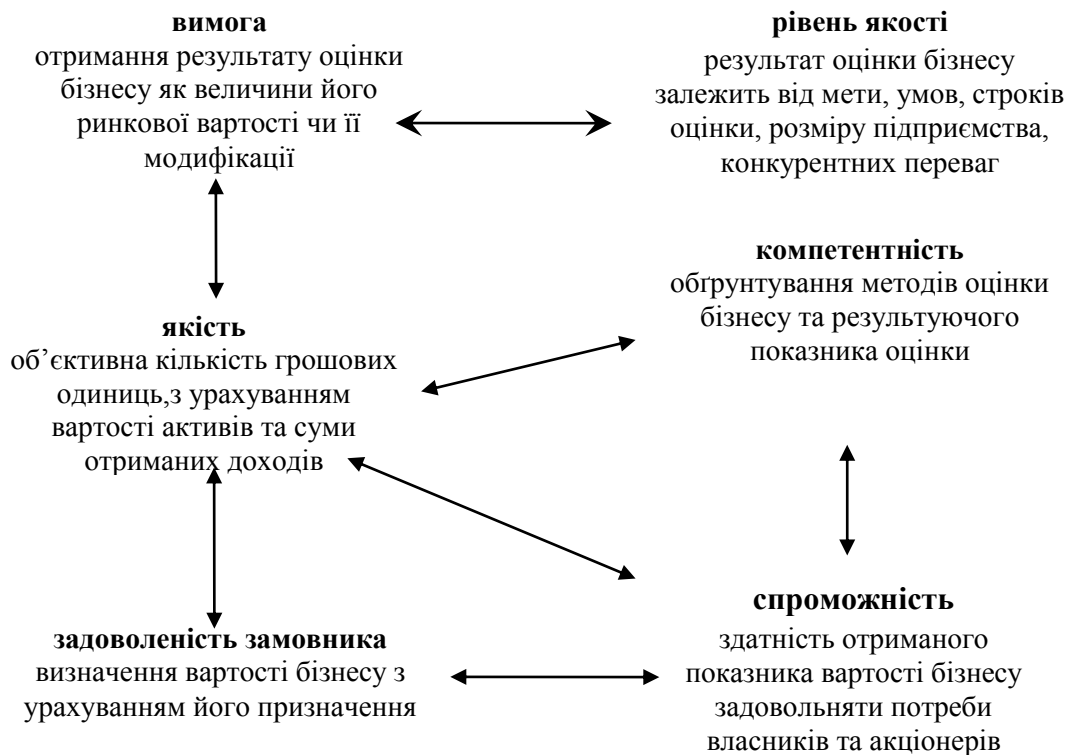 вимога
отримання результату оцінки
бізнесу як величини його
ринкової вартості чи її
модифікації
рівень якості
результат оцінки бізнесу
залежить від мети, умов, строків
оцінки, розміру підприємства,
конкурентних переваг
компетентність
обґрунтування методів оцінки
бізнесу та результуючого
показника оцінки
якість
об’єктивна кількість грошових
одиниць,з урахуванням
вартості активів та суми
отриманих доходів
задоволеність замовника
визначення вартості бізнесу з
урахуванням його призначення
спроможність
здатність отриманого
показника вартості бізнесу
задовольняти потреби
власників та акціонерів